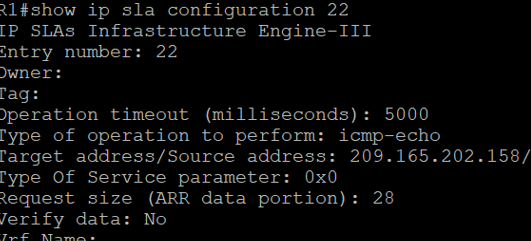 R1#show ip sla configuration 22
IP SLAs Infrastructure Engine-III
Entry number: 22
Owner:
Tag:
Operation timeout (milliseconds): 5000
Type of operation to perform: icmp-echo
Target address/Source address: 209.165.202.158/
Type Of Service parameter: 0x0
Request size (ARR data portion): 28
Verify data: No
Vrf Name: